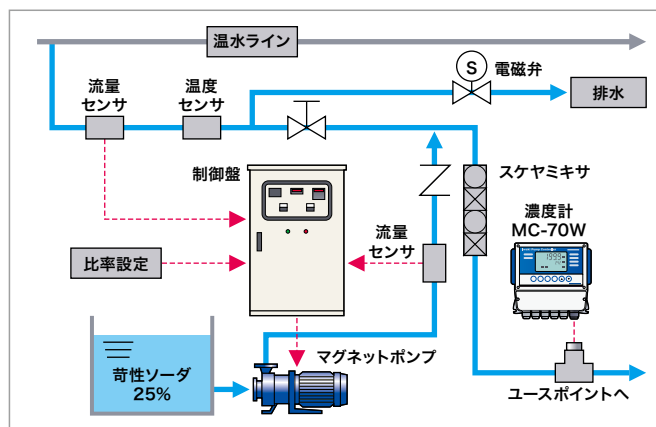 温水ライン
流量
センサ
温度
センサ
S
電磁弁
排水
制御盤
スケヤミキサ
濃度計
MC-70W
流量
センサ
比率設定
マグネットポンプ
苛性ソーダ
25%
ユースポイントへ